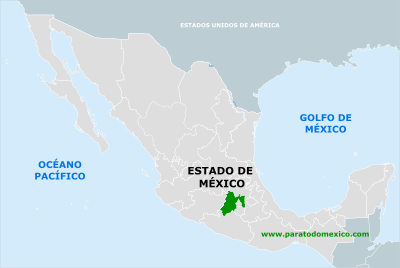 ESTADOS UNIDOS DE AMÉRICA
GOLFO DE
MÉXICO
OCÉANO
PACÍFICO
ESTADO DE
MÉXICO
www.paratodomexico.com